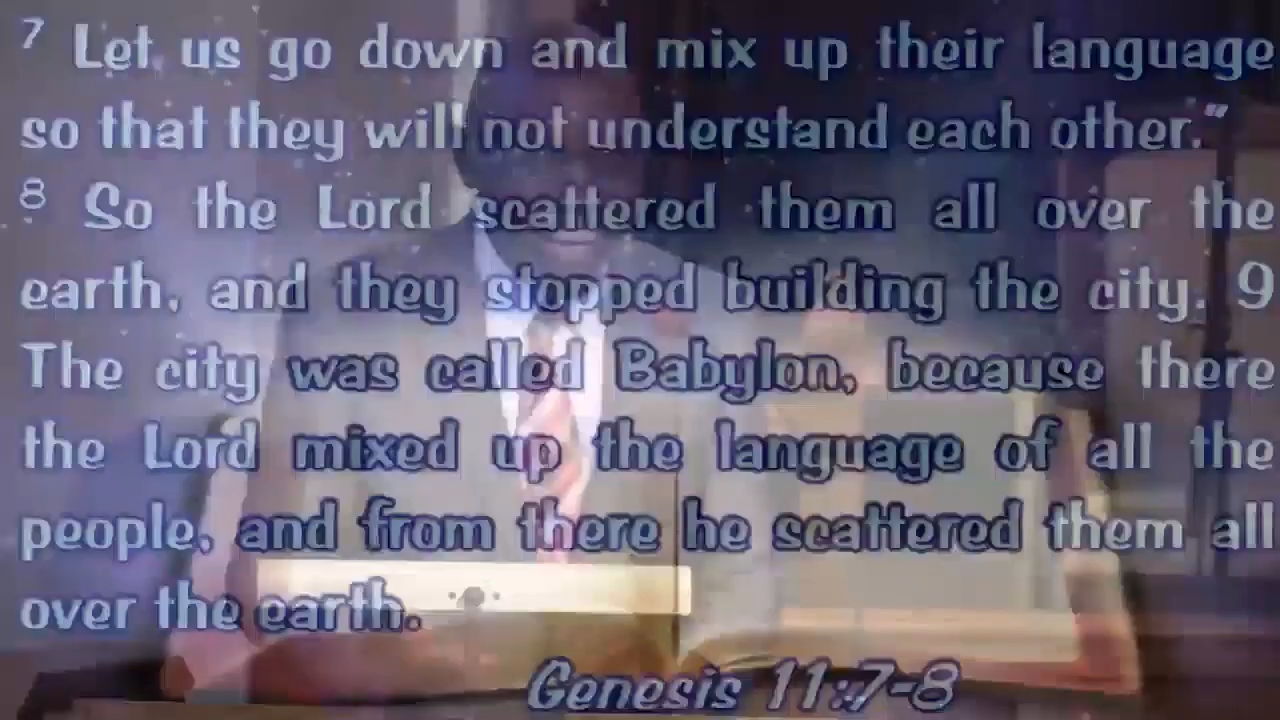 7 Let us go down and mix up their language
so that they will not understand each other.”
8 So the Lord scattered them all over the
earth, and they stopped building the city. 9
The city was called Babylon, because there
the Lord mixed up the language of all the
people, and from there he scattered them all
over the earth.
Genesis 11:7-8